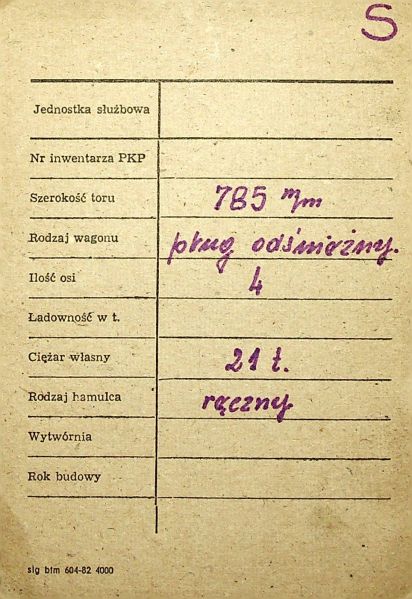 S
Jednostka służbowa
Nr inwentarza PKP
Szerokość toru 785 m/m
Rodzaj wagonu pług odśnieżny.
Ilość osi 4
Ładowność w t.
Ciężar własny 21 t.
Rodzaj hamulca ręczny
Wytwórnia
Rok budowy
slg btm 604-82 4000